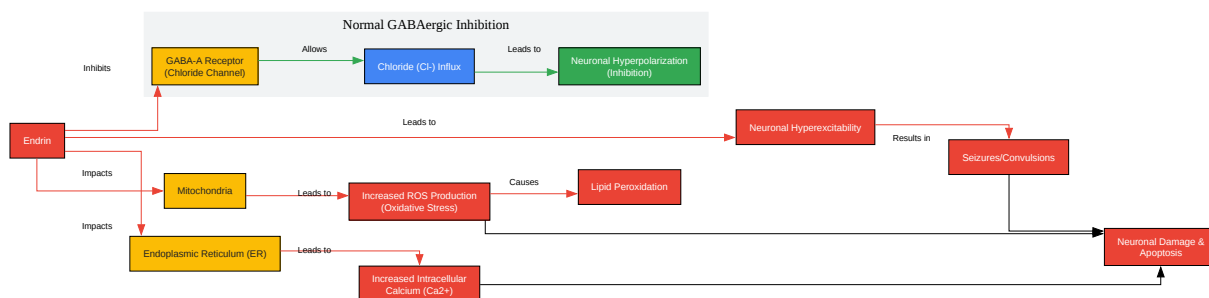 Normal GABAergic Inhibition
Inhibits
GABA-A Receptor
(Chloride Channel)
Allows
Chloride (Cl-) Influx
Leads to
Neuronal Hyperpolarization
(Inhibition)
Endrin
Leads to
Neuronal Hyperexcitability
Results in
Seizures/Convulsions
Impacts
Mitochondria
Leads to
Increased ROS Production
(Oxidative Stress)
Causes
Lipid Peroxidation
Impacts
Endoplasmic Reticulum (ER)
Leads to
Increased Intracellular
Calcium (Ca2+)
Neuronal Damage &
Apoptosis